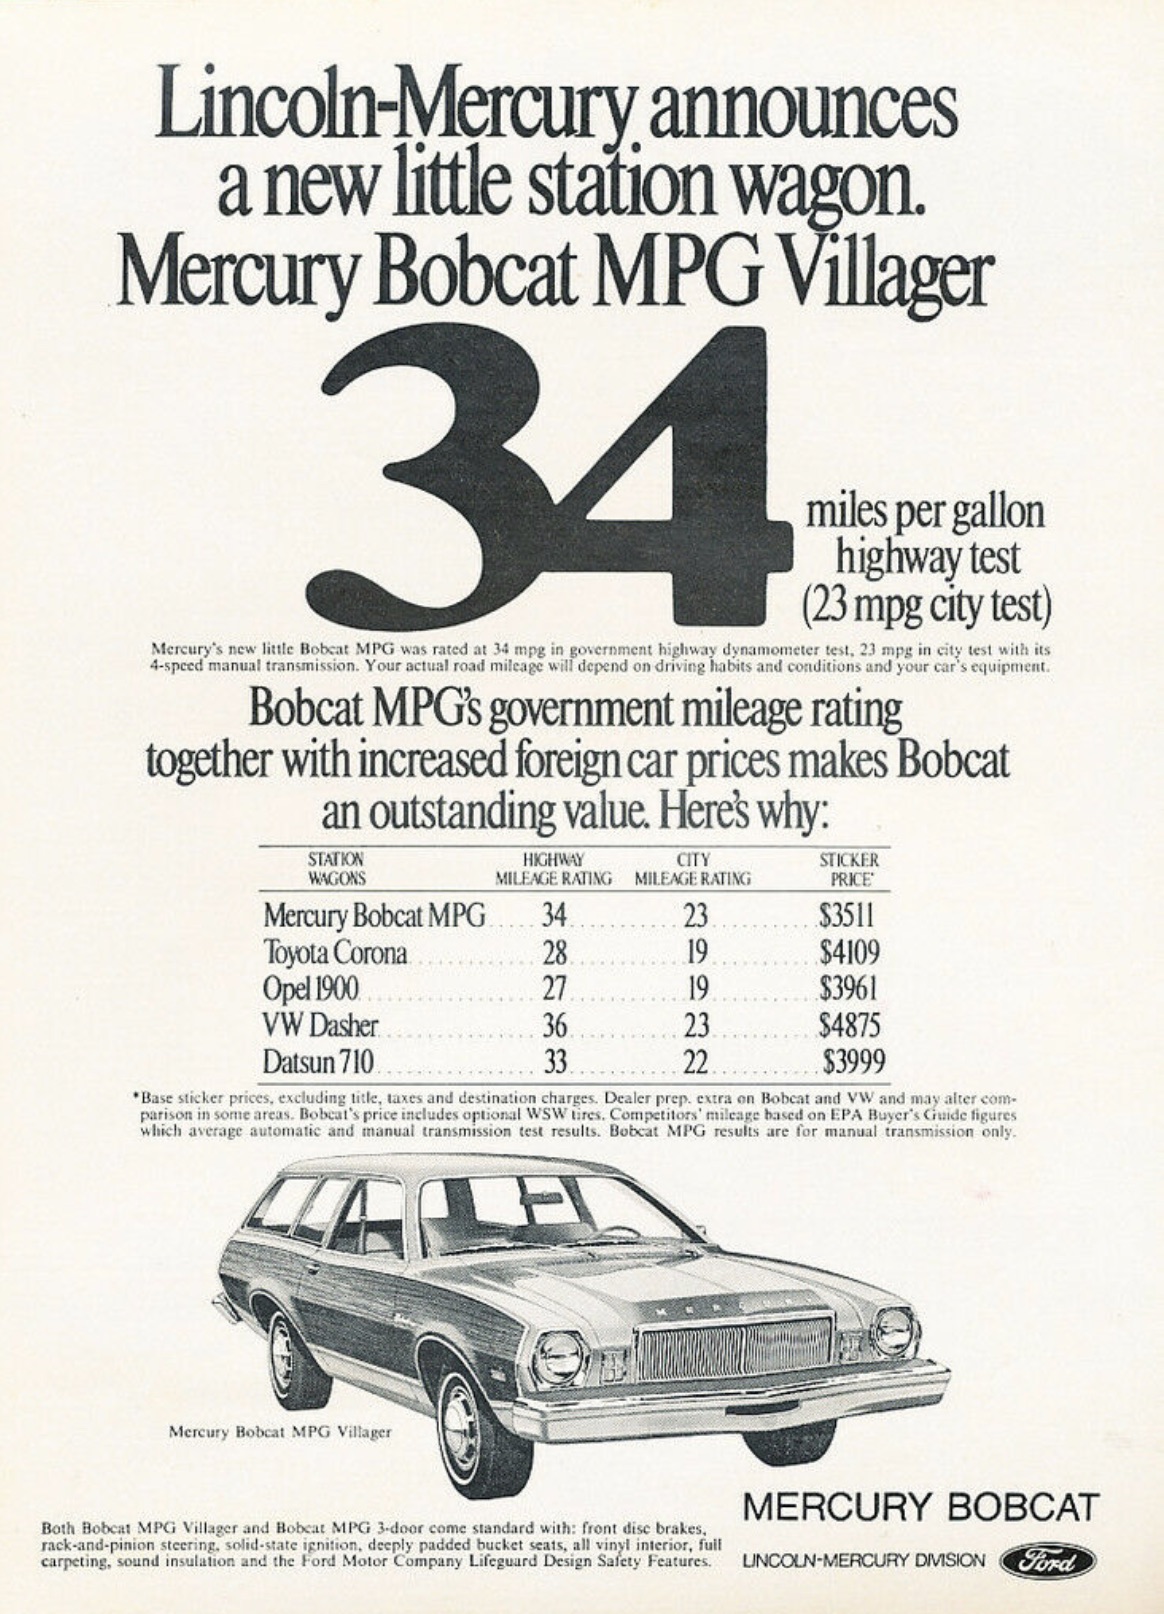 Lincoln-Mercury announces
a new little station wagon.
Mercury Bobcat MPG Villager
34
miles per gallon
highway test
(23 mpg city test)
Mercury's new little Bobcat MPG was rated at 34 mpg in government highway dynamometer test, 23 mpg in city test with its
4-speed manual transmission. Your actual road mileage will depend on driving habits and conditions and your car's equipment.
Bobcat MPG's government mileage rating
together with increased foreign car prices makes Bobcat
an outstanding value. Here's why:
STATION WAGONS HIGHWAY MILEAGE RATING CITY MILEAGE RATING STICKER PRICE*
Mercury Bobcat MPG 34 23 $3511
Toyota Corona 28 19 $4109
Opel 1900 27 19 $3961
VW Dasher 36 23 $4875
Datsun 710 33 22 $3999
*Base sticker prices, excluding title, taxes and destination charges. Dealer prep. extra on Bobcat and VW and may alter com-
parison in some areas. Bobcat's price includes optional WSW tires. Competitors' mileage based on EPA Buyer's Guide figures
which average automatic and manual transmission test results. Bobcat MPG results are for manual transmission only.
MERCURY
Mercury Bobcat MPG Villager
Both Bobcat MPG Villager and Bobcat MPG 3-door come standard with: front disc brakes,
rack-and-pinion steering, solid-state ignition, deeply padded bucket seats, all vinyl interior, full
carpeting, sound insulation and the Ford Motor Company Lifeguard Design Safety Features.
MERCURY BOBCAT
LINCOLN-MERCURY DIVISION
Ford